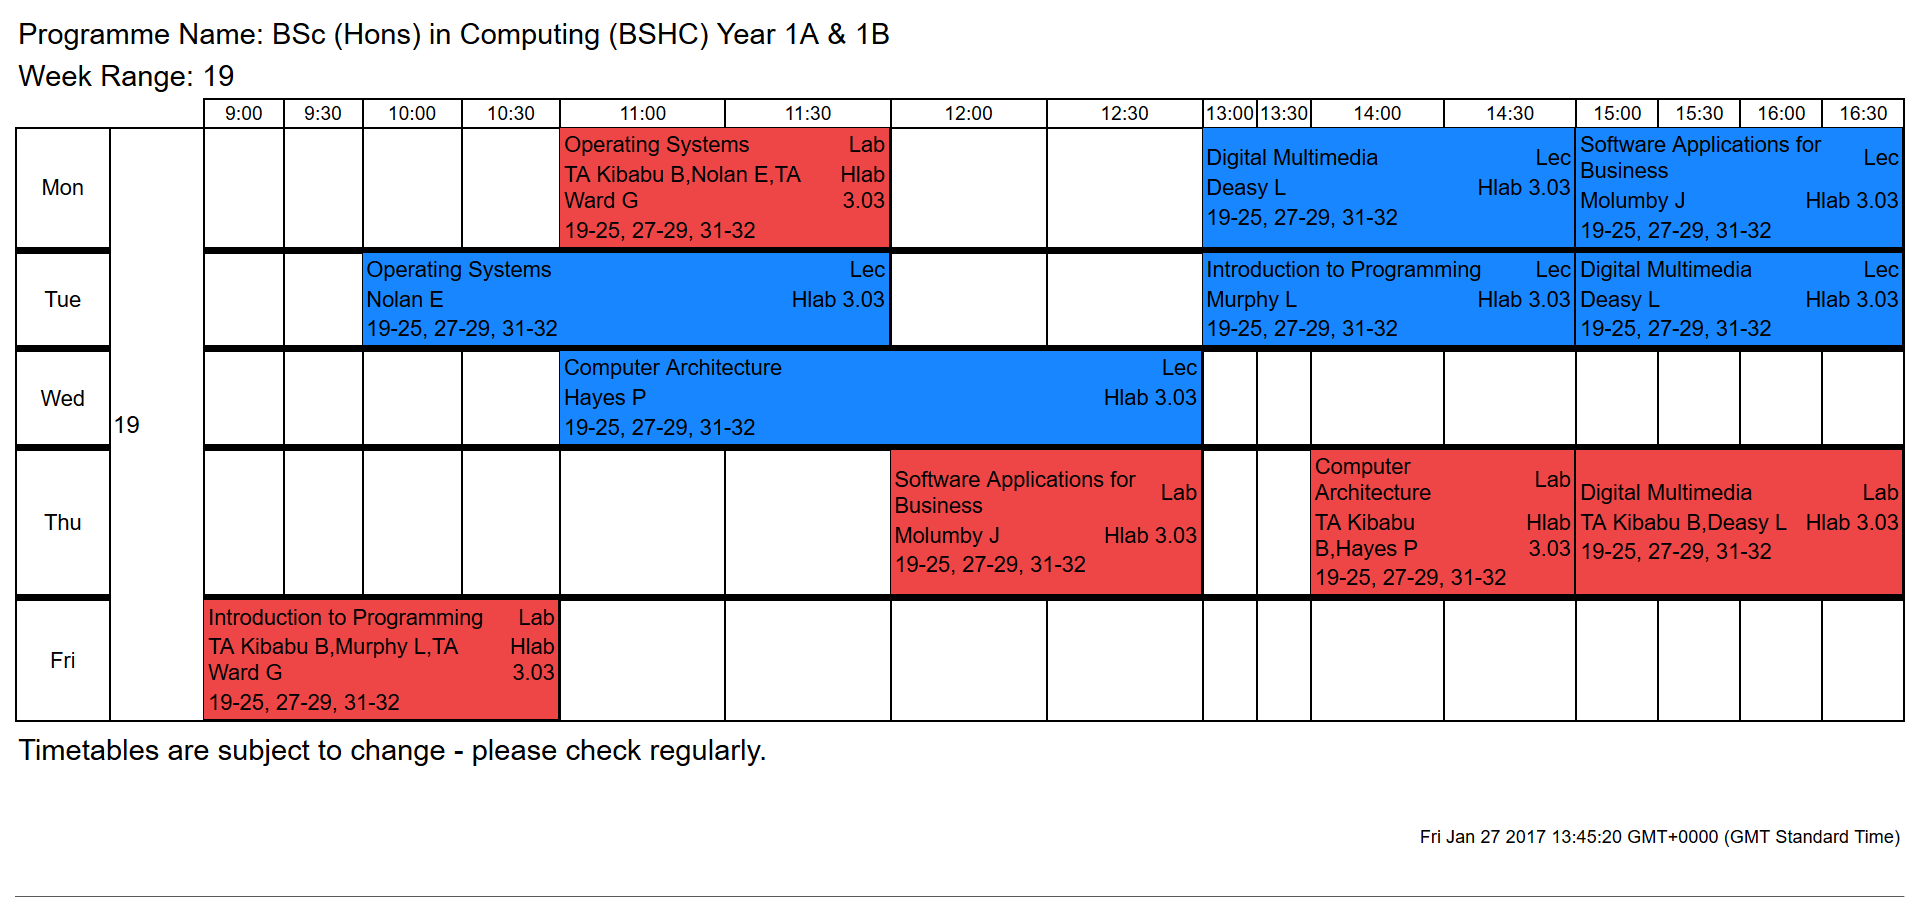 Programme Name: BSc (Hons) in Computing (BSHC) Year 1A & 1B
Week Range: 19
9:00 9:30 10:00 10:30 11:00 11:30 12:00 12:30 13:00 13:30 14:00 14:30 15:00 15:30 16:00 16:30
Mon
19
Operating Systems Lab
TA Kibabu B,Nolan E,TA Hlab
Ward G 3.03
19-25, 27-29, 31-32
Digital Multimedia Lec
Deasy L Hlab 3.03
19-25, 27-29, 31-32
Software Applications for
Business Lec
Molumby J Hlab 3.03
19-25, 27-29, 31-32
Tue
Operating Systems Lec
Nolan E Hlab 3.03
19-25, 27-29, 31-32
Introduction to Programming Lec
Murphy L Hlab 3.03
19-25, 27-29, 31-32
Digital Multimedia Lec
Deasy L Hlab 3.03
19-25, 27-29, 31-32
Wed
Computer Architecture Lec
Hayes P Hlab 3.03
19-25, 27-29, 31-32
Thu
Software Applications for
Business Lab
Molumby J Hlab 3.03
19-25, 27-29, 31-32
Computer
Architecture Lab
TA Kibabu Hlab
B,Hayes P 3.03
19-25, 27-29, 31-32
Digital Multimedia Lab
TA Kibabu B,Deasy L Hlab 3.03
19-25, 27-29, 31-32
Fri
Introduction to Programming Lab
TA Kibabu B,Murphy L,TA Hlab
Ward G 3.03
19-25, 27-29, 31-32
Timetables are subject to change - please check regularly.
Fri Jan 27 2017 13:45:20 GMT+0000 (GMT Standard Time)